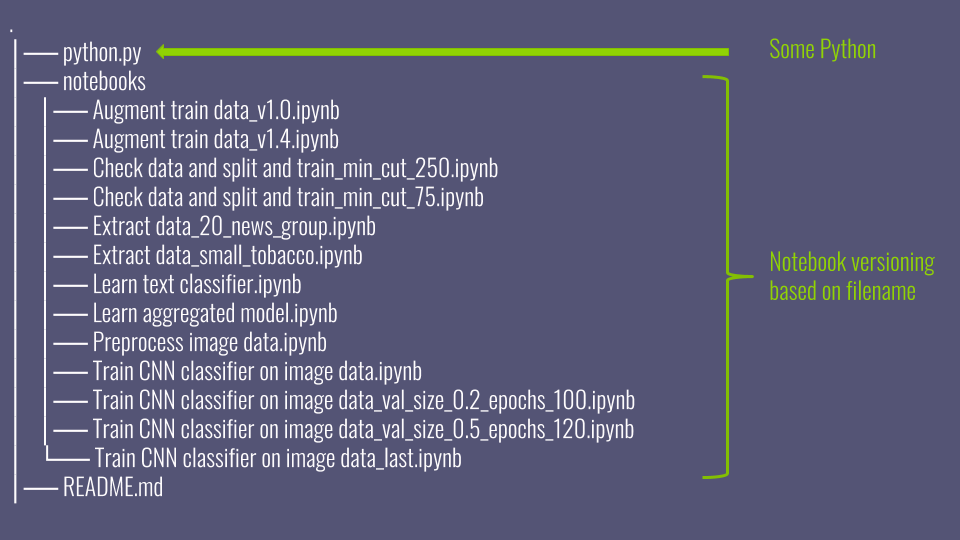 .
python.py
Some Python
notebooks
Augment train data_v1.0.ipynb
Augment train data_v1.4.ipynb
Check data and split and train_min_cut_250.ipynb
Check data and split and train_min_cut_75.ipynb
Extract data_20_news_group.ipynb
Extract data_small_tobacco.ipynb
Learn text classifier.ipynb
Learn aggregated model.ipynb
Preprocess image data.ipynb
Train CNN classifier on image data.ipynb
Train CNN classifier on image data_val_size_0.2_epochs_100.ipynb
Train CNN classifier on image data_val_size_0.5_epochs_120.ipynb
Train CNN classifier on image data_last.ipynb
Notebook versioning
based on filename
README.md